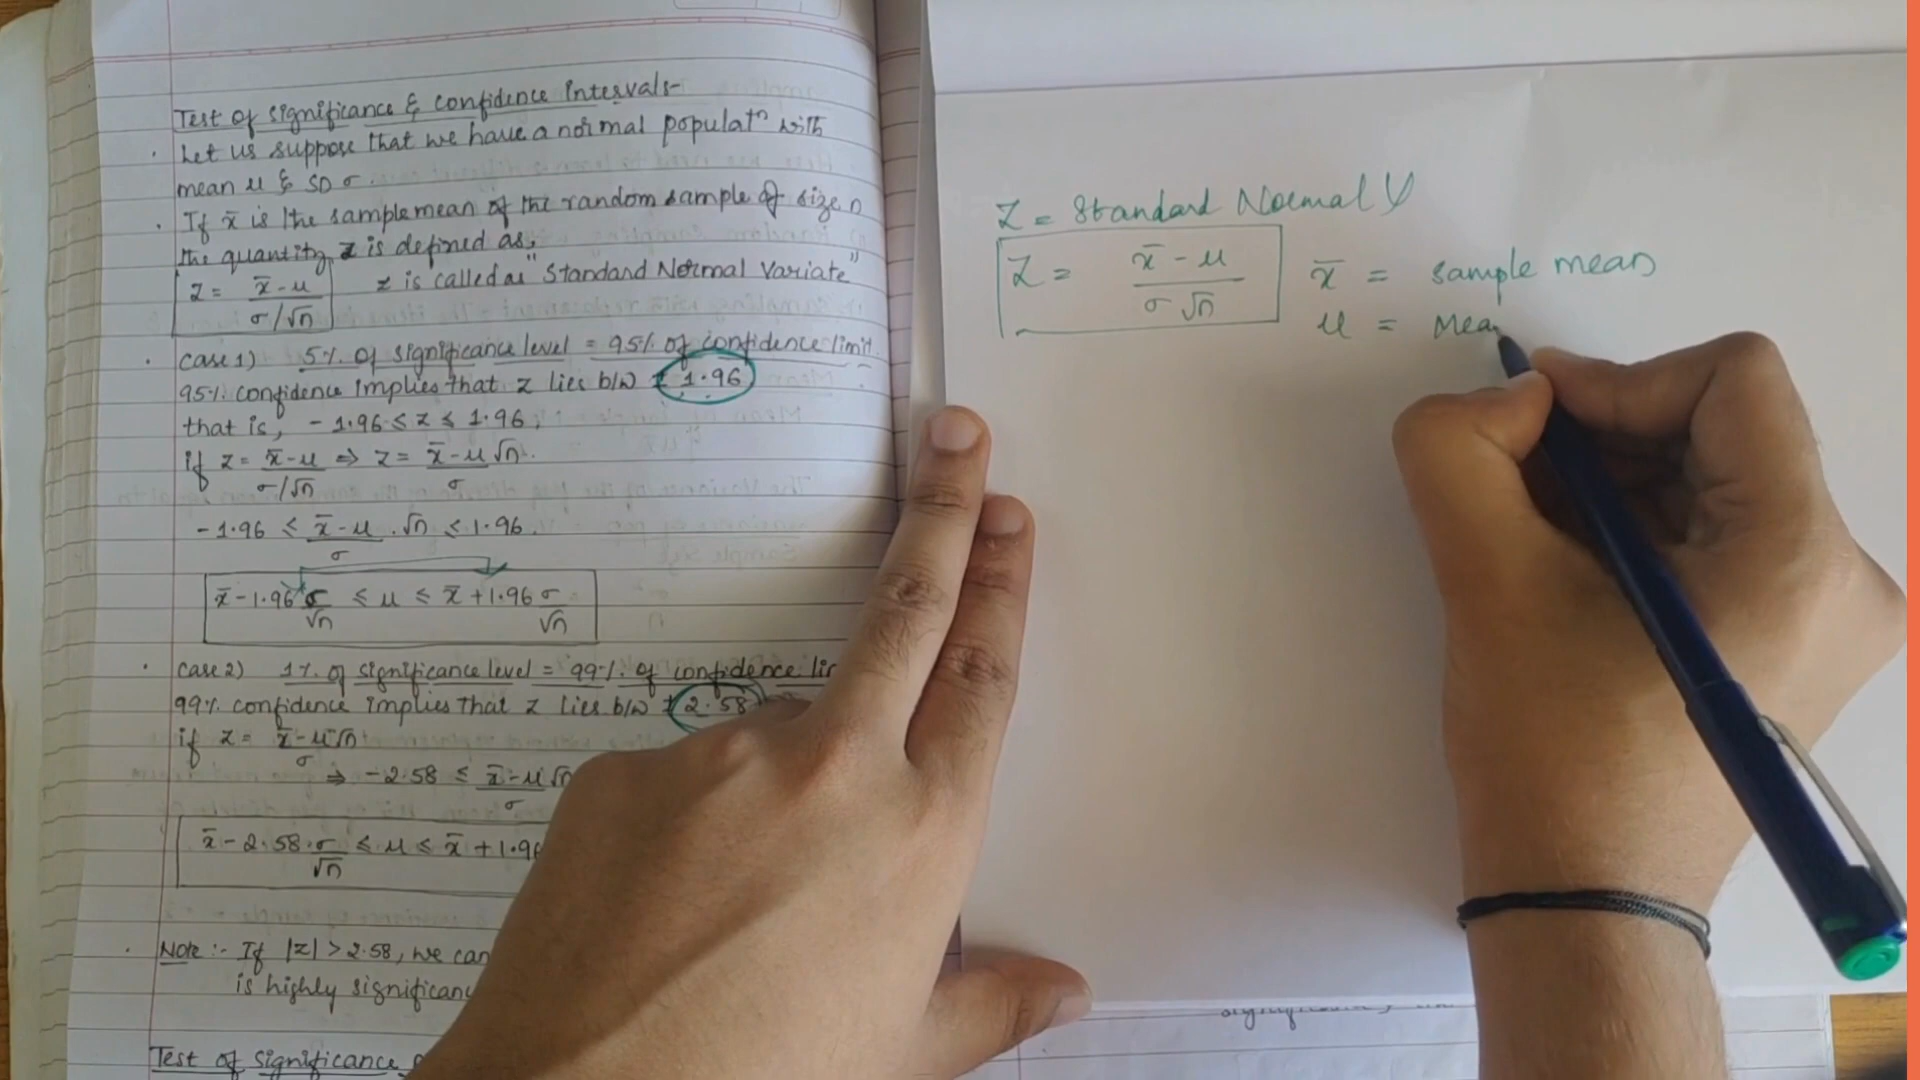 Test of significance & confidence Intervals-
Let us suppose that we have a normal populatⁿ with
mean μ & SD σ.
If x̄ is the sample mean of the random sample of size n
the quantity z is defined as,
z = x̄-μ / σ/√n z is called as "Standard Normal Variate"
case 1) 5% of significance level = 95% of confidence limit.
95% confidence implies that z lies b/w ± 1.96
that is, -1.96 ≤ z ≤ 1.96,
if z = x̄-μ / σ/√n ⇒ z = x̄-μ √n / σ.
-1.96 ≤ x̄-μ / σ . √n ≤ 1.96.
x̄ - 1.96 σ/√n ≤ μ ≤ x̄ + 1.96 σ/√n
case 2) 1% of significance level = 99% of confidence
99% confidence implies that z lies b/w ± 2.58
if z = x̄-μ√n / σ
⇒ -2.58 ≤ x̄-μ √n / σ
x̄ - 2.58 . σ/√n ≤ μ ≤ x̄ + 1.96
Note :- If |z| > 2.58, we can
is highly significan
Test of significance
Z = Standard Normal V
Z = x̄ - μ / σ √n
x̄ = sample mean
μ = Mea